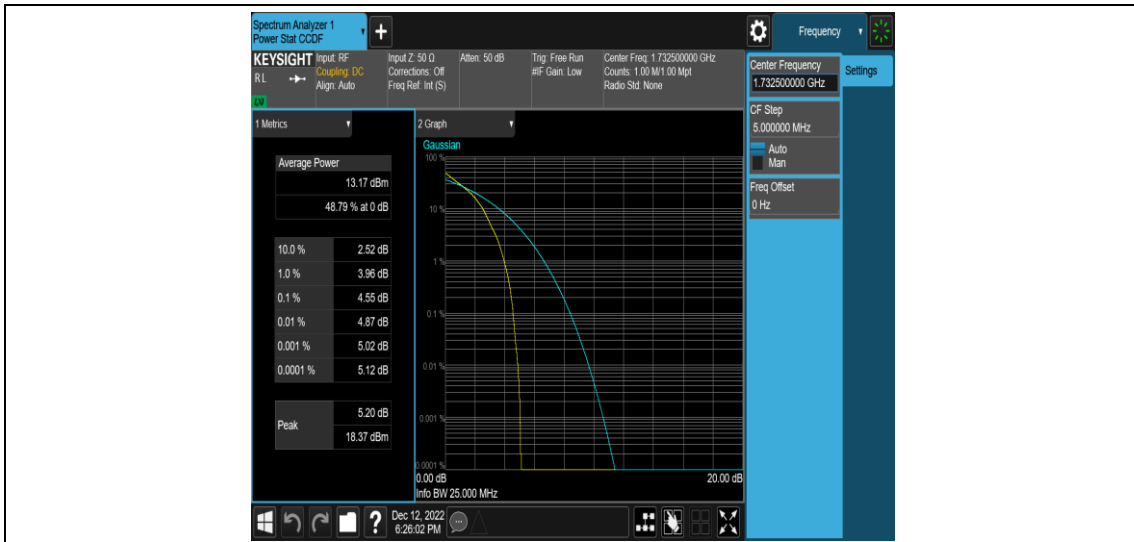 Spectrum Analyzer 1
Power Stat CCDF
+
Frequency
KEYSIGHT
Input: RF
Input Z: 50 Ω
Atten: 50 dB
Trig: Free Run
Center Freq: 1.732500000 GHz
RL
Coupling: DC
Corrections: Off
#IF Gain: Low
Counts: 1.00 M/1.00 Mpt
Align: Auto
Freq Ref: Int (S)
Radio Std: None
LXI
Center Frequency
1.732500000 GHz
Settings
CF Step
5.000000 MHz
Auto
Man
Freq Offset
0 Hz
1 Metrics
Average Power
13.17 dBm
48.79 % at 0 dB
10.0 % 2.52 dB
1.0 % 3.96 dB
0.1 % 4.55 dB
0.01 % 4.87 dB
0.001 % 5.02 dB
0.0001 % 5.12 dB
Peak
5.20 dB
18.37 dBm
2 Graph
Gaussian
100 %
10 %
1 %
0.1 %
0.01 %
0.001 %
0.0001 %
0.00 dB
20.00 dB
Info BW 25.000 MHz
?
Dec 12, 2022
6:26:02 PM